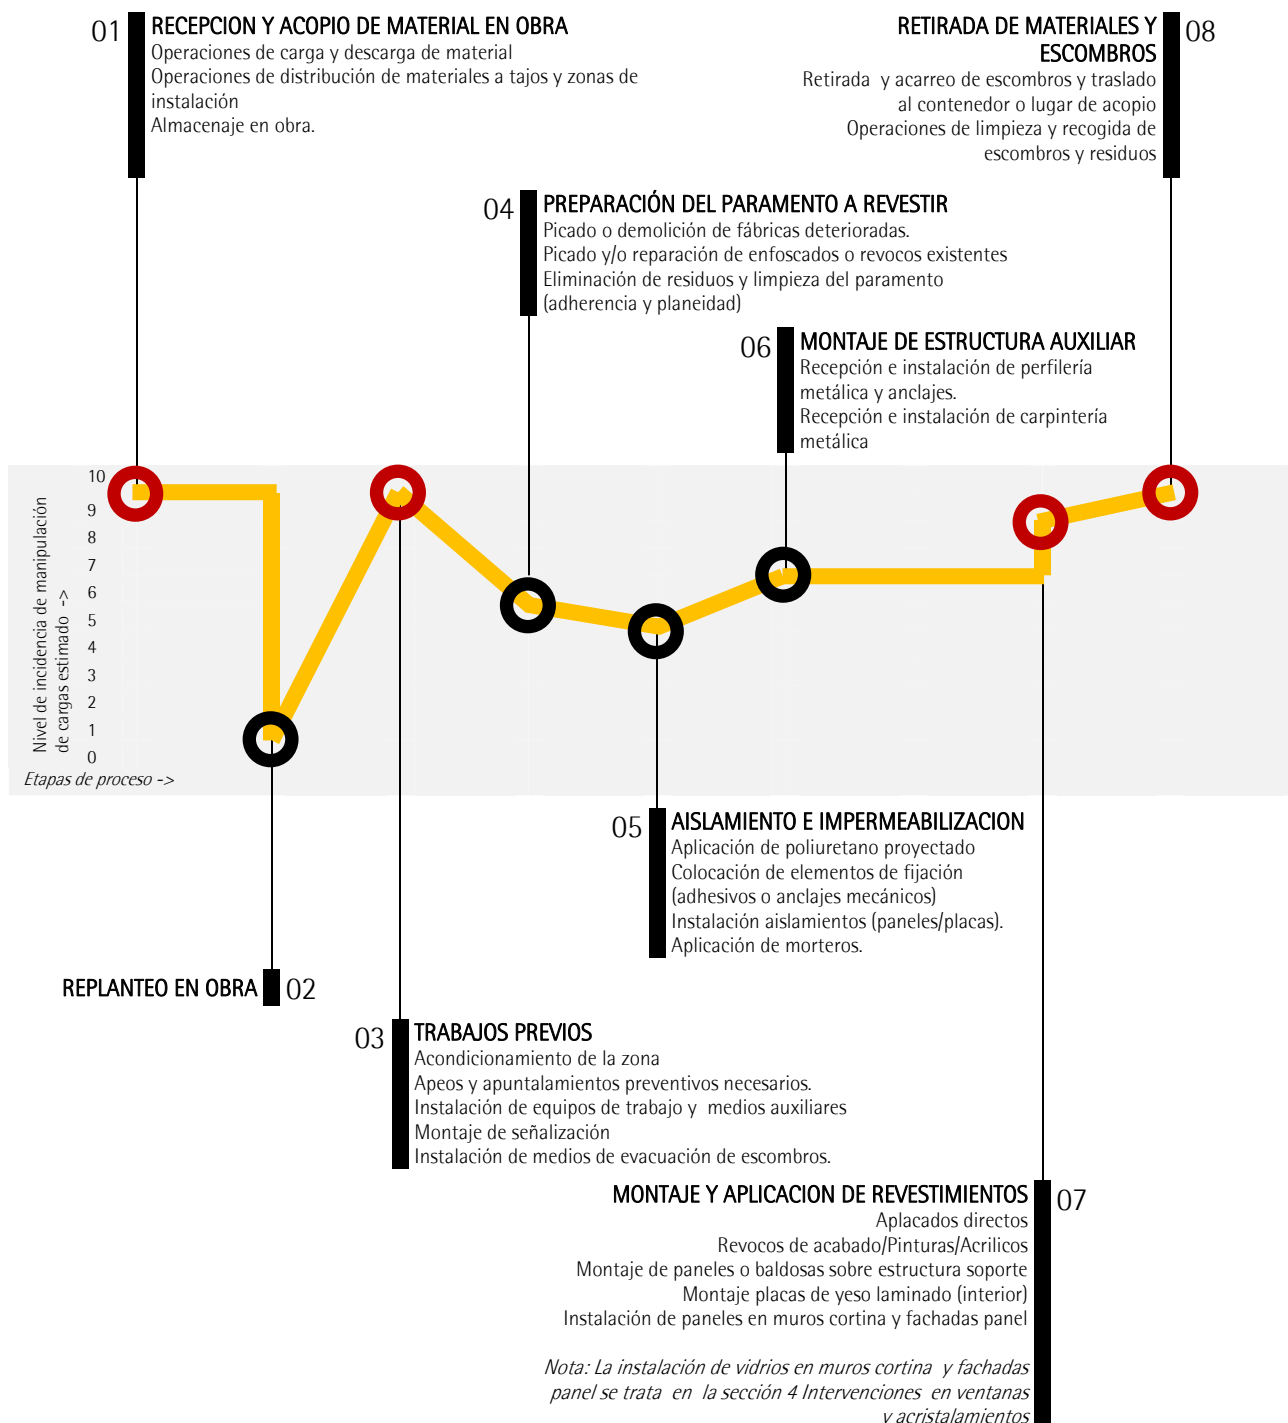 01
RECEPCION Y ACOPIO DE MATERIAL EN OBRA
Operaciones de carga y descarga de material
Operaciones de distribución de materiales a tajos y zonas de
instalación
Almacenaje en obra.
RETIRADA DE MATERIALES Y
ESCOMBROS
08
Retirada y acarreo de escombros y traslado
al contenedor o lugar de acopio
Operaciones de limpieza y recogida de
escombros y residuos
04
PREPARACIÓN DEL PARAMENTO A REVESTIR
Picado o demolición de fábricas deterioradas.
Picado y/o reparación de enfoscados o revocos existentes
Eliminación de residuos y limpieza del paramento
(adherencia y planeidad)
06
MONTAJE DE ESTRUCTURA AUXILIAR
Recepción e instalación de perfilería
metálica y anclajes.
Recepción e instalación de carpintería
metálica
Nivel de incidencia de manipulación
de cargas estimado ->
10
9
8
7
6
5
4
3
2
1
0
Etapas de proceso ->
05
AISLAMIENTO E IMPERMEABILIZACION
Aplicación de poliuretano proyectado
Colocación de elementos de fijación
(adhesivos o anclajes mecánicos)
Instalación aislamientos (paneles/placas).
Aplicación de morteros.
REPLANTEO EN OBRA
02
03
TRABAJOS PREVIOS
Acondicionamiento de la zona
Apeos y apuntalamientos preventivos necesarios.
Instalación de equipos de trabajo y medios auxiliares
Montaje de señalización
Instalación de medios de evacuación de escombros.
MONTAJE Y APLICACION DE REVESTIMIENTOS
07
Aplacados directos
Revocos de acabado/Pinturas/Acrilicos
Montaje de paneles o baldosas sobre estructura soporte
Montaje placas de yeso laminado (interior)
Instalación de paneles en muros cortina y fachadas panel
Nota: La instalación de vidrios en muros cortina y fachadas
panel se trata en la sección 4 Intervenciones en ventanas
y acristalamientos